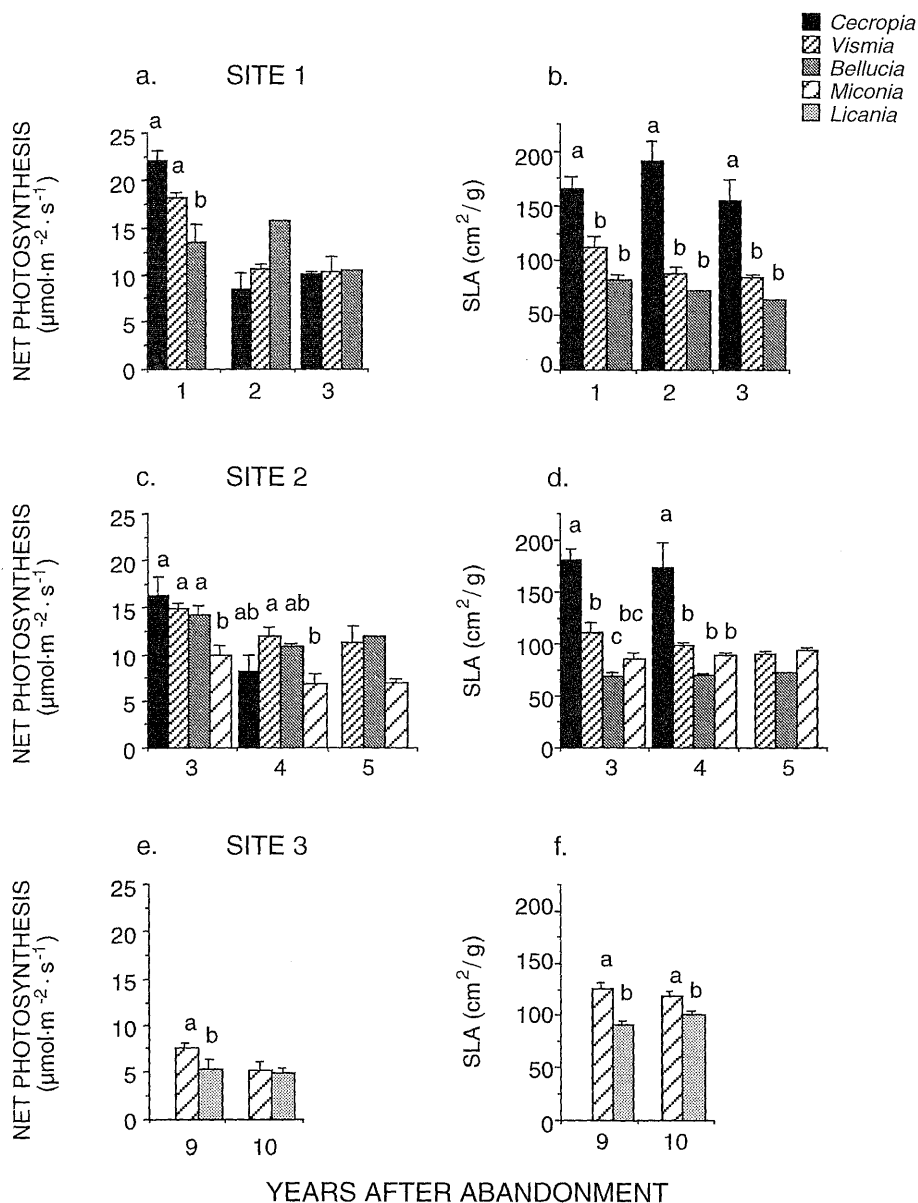 Cecropia
Vismia
Bellucia
Miconia
Licania
a. SITE 1
NET PHOTOSYNTHESIS
(µmol·m⁻²·s⁻¹)
25
20
15
10
5
0
a
a
b
1 2 3
b.
SLA (cm²/g)
200
150
100
50
0
a
b
b
a
b
b
a
b
b
1 2 3
c. SITE 2
NET PHOTOSYNTHESIS
(µmol·m⁻²·s⁻¹)
25
20
15
10
5
0
a
a a
b
ab
a
ab
b
3 4 5
d.
SLA (cm²/g)
200
150
100
50
0
a
b
c
bc
a
b
b b
3 4 5
e. SITE 3
NET PHOTOSYNTHESIS
(µmol·m⁻²·s⁻¹)
25
20
15
10
5
0
a
b
9 10
f.
SLA (cm²/g)
200
150
100
50
0
a
b
a
b
9 10
YEARS AFTER ABANDONMENT